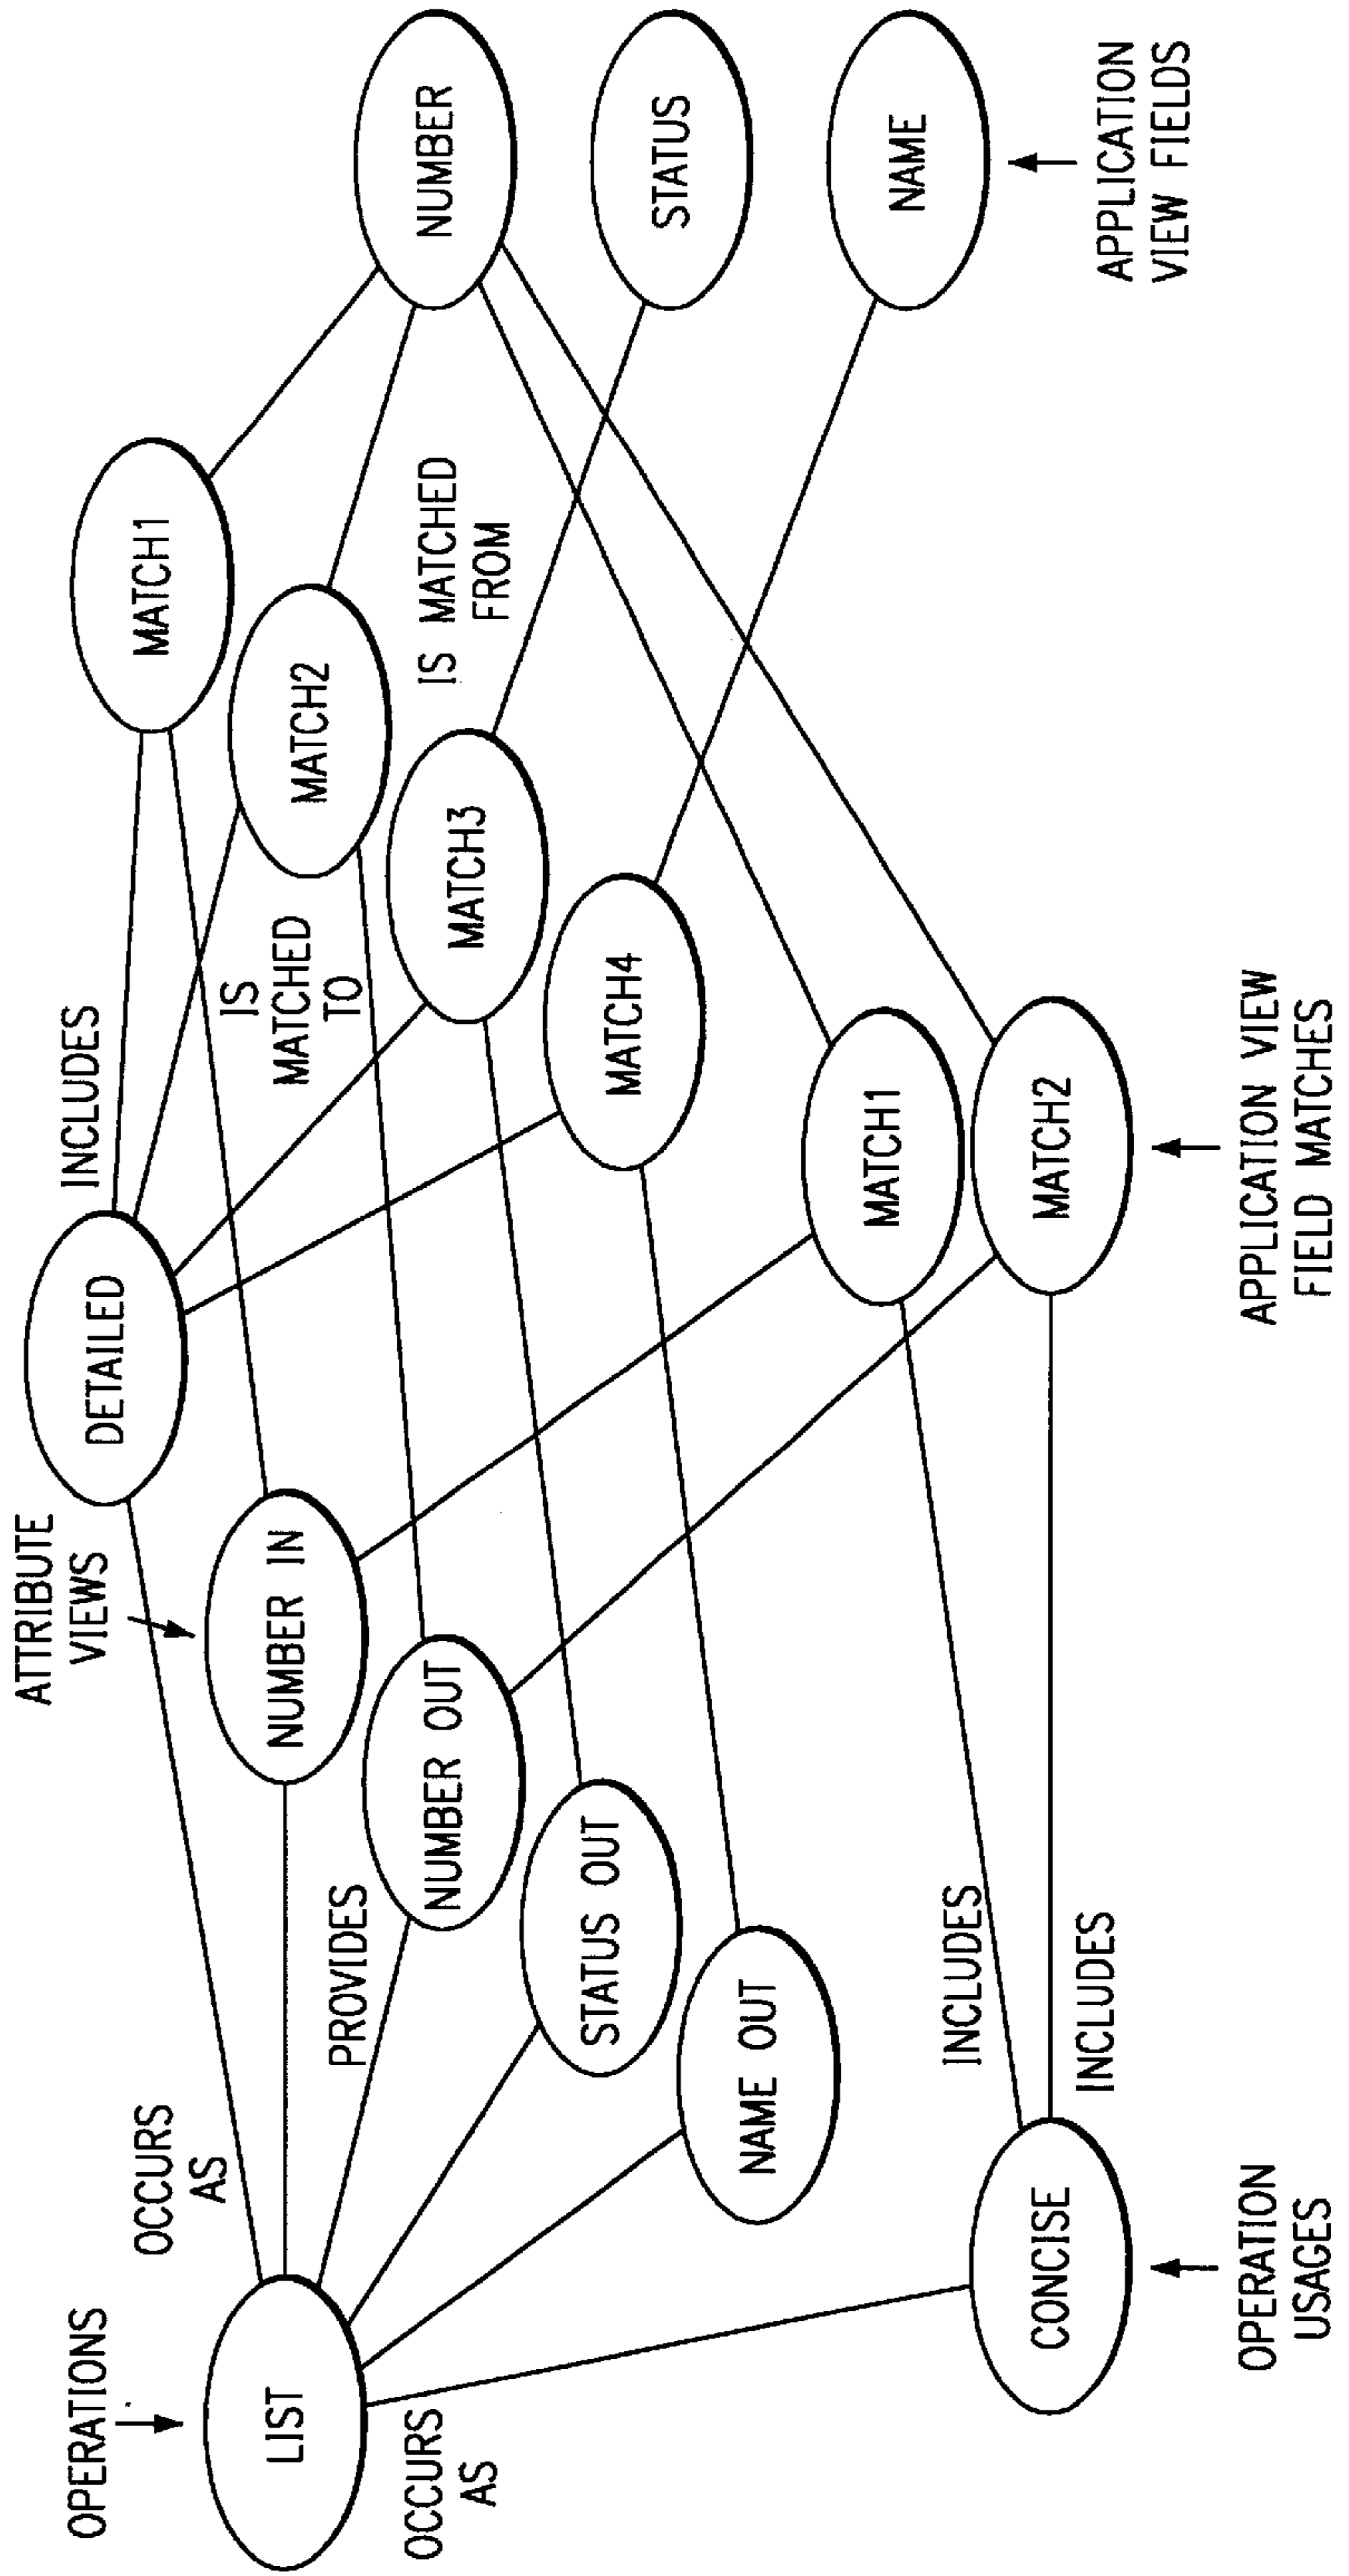 OPERATIONS
LIST
OCCURS
AS
OCCURS
AS
ATTRIBUTE
VIEWS
DETAILED
INCLUDES
NUMBER IN
PROVIDES
NUMBER OUT
STATUS OUT
NAME OUT
IS
MATCHED
TO
MATCH1
MATCH2
MATCH3
MATCH4
IS MATCHED
FROM
NUMBER
STATUS
NAME
APPLICATION
VIEW FIELDS
MATCH1
MATCH2
APPLICATION VIEW
FIELD MATCHES
INCLUDES
INCLUDES
CONCISE
OPERATION
USAGES